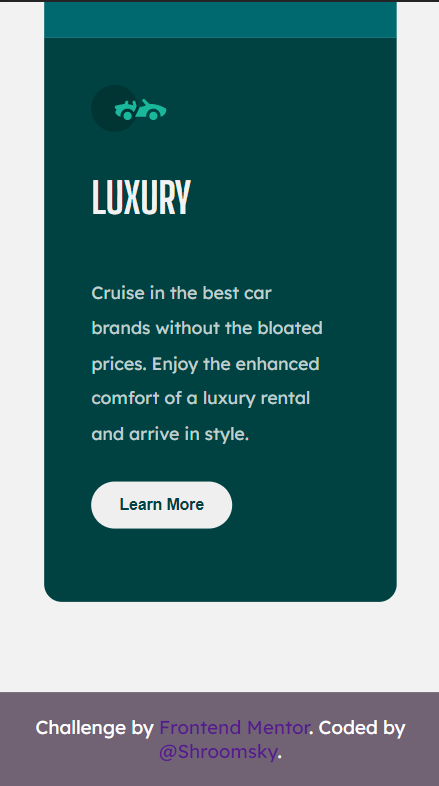 LUXURY
Cruise in the best car
brands without the bloated
prices. Enjoy the enhanced
comfort of a luxury rental
and arrive in style.
Learn More
Challenge by Frontend Mentor. Coded by
@Shroomsky.